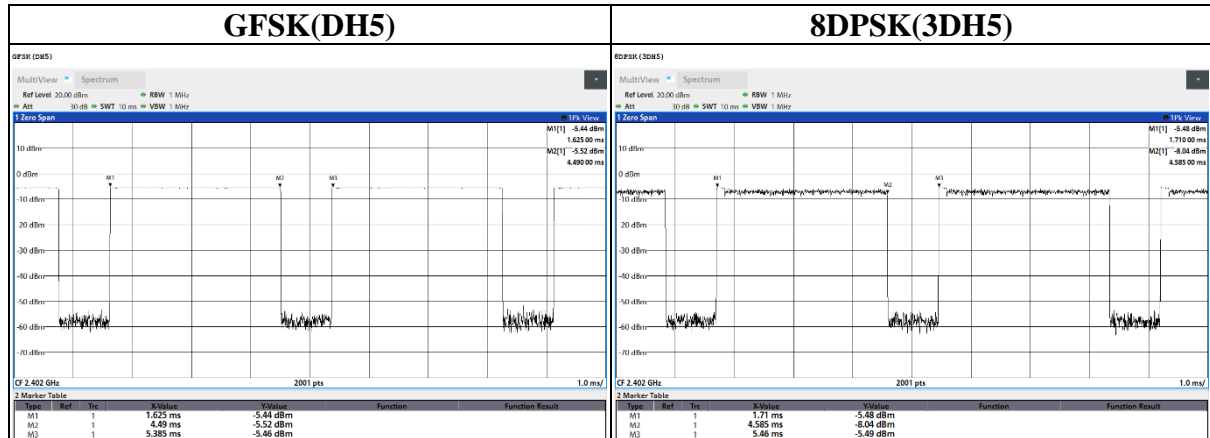 GFSK(DH5) 8DPSK(3DH5)
GFSK (DH5)
MultiView Spectrum
Ref Level 20.00 dBm RBW 1 MHz
Att 30 dB SWT 10 ms VBW 1 MHz
1 Zero Span 1Pk View
M1[1] -5.44 dBm
1.625 00 ms
M2[1] -5.52 dBm
4.490 00 ms
10 dBm
0 dBm
M1 M2 M3
-10 dBm
-20 dBm
-30 dBm
-40 dBm
-50 dBm
-60 dBm
-70 dBm
CF 2.402 GHz 2001 pts 1.0 ms/
2 Marker Table
Type Ref Trc X-Value Y-Value Function Function Result
M1 1 1.625 ms -5.44 dBm
M2 1 4.49 ms -5.52 dBm
M3 1 5.385 ms -5.46 dBm
8DPSK (3DH5)
MultiView Spectrum
Ref Level 20.00 dBm RBW 1 MHz
Att 30 dB SWT 10 ms VBW 1 MHz
1 Zero Span 1Pk View
M1[1] -5.48 dBm
1.710 00 ms
M2[1] -8.04 dBm
4.585 00 ms
10 dBm
0 dBm
M1 M2 M3
-10 dBm
-20 dBm
-30 dBm
-40 dBm
-50 dBm
-60 dBm
-70 dBm
CF 2.402 GHz 2001 pts 1.0 ms/
2 Marker Table
Type Ref Trc X-Value Y-Value Function Function Result
M1 1 1.71 ms -5.48 dBm
M2 1 4.585 ms -8.04 dBm
M3 1 5.46 ms -5.49 dBm